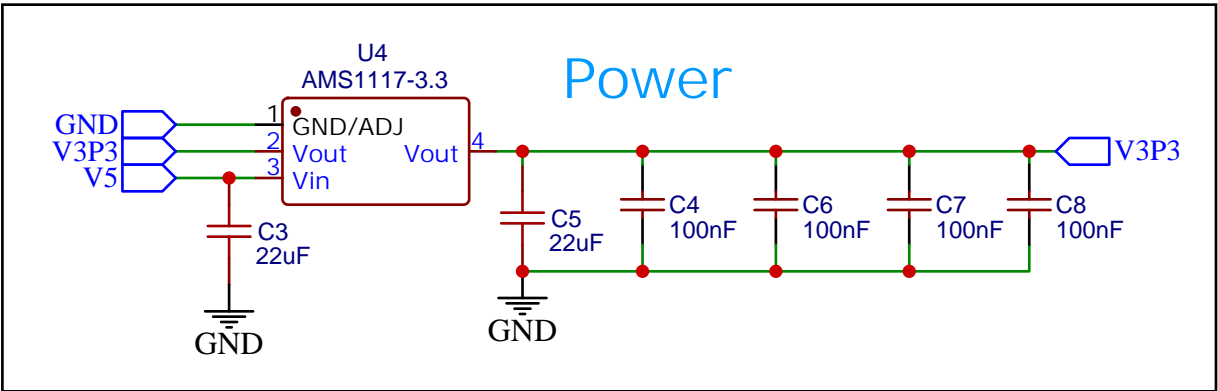 U4
AMS1117-3.3
Power
GND
1
GND/ADJ
V3P3
2
Vout
Vout
4
V3P3
V5
3
Vin
C3
22uF
GND
C5
22uF
GND
C4
100nF
C6
100nF
C7
100nF
C8
100nF